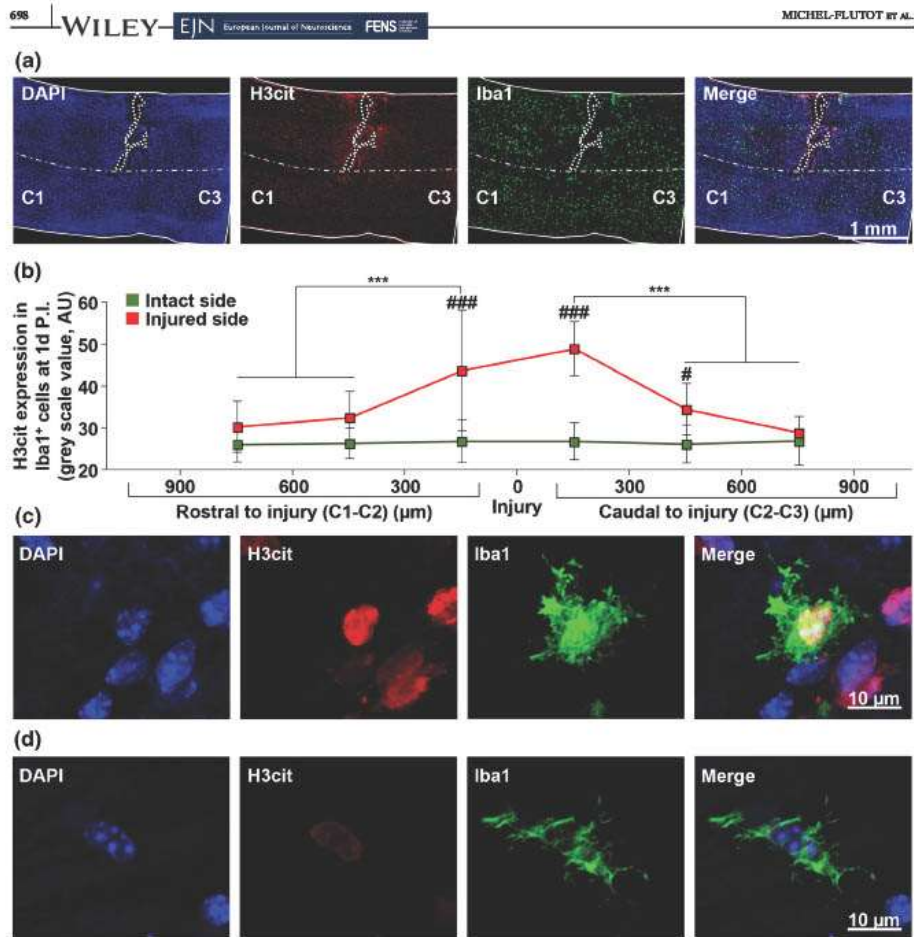 698 WILEY EJN European Journal of Neuroscience FENS MICHEL-FLUTOT ET AL.
(a)
DAPI H3cit Iba1 Merge
C1 C3 C1 C3 C1 C3 C1 C3
1 mm
(b)
H3cit expression in
Iba1⁺ cells at 1d P.I.
(grey scale value, AU)
Intact side
Injured side
*** ### ### # ***
60
50
40
30
20
900 600 300 0 300 600 900
Rostral to injury (C1-C2) (µm) Injury Caudal to injury (C2-C3) (µm)
(c)
DAPI H3cit Iba1 Merge
10 µm
(d)
DAPI H3cit Iba1 Merge
10 µm